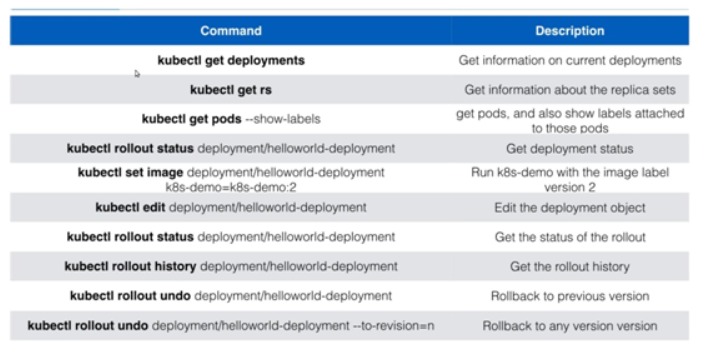 Command Description
kubectl get deployments Get information on current deployments
kubectl get rs Get information about the replica sets
kubectl get pods --show-labels get pods, and also show labels attached
to those pods
kubectl rollout status deployment/helloworld-deployment Get deployment status
kubectl set image deployment/helloworld-deployment Run k8s-demo with the image label
k8s-demo=k8s-demo:2 version 2
kubectl edit deployment/helloworld-deployment Edit the deployment object
kubectl rollout status deployment/helloworld-deployment Get the status of the rollout
kubectl rollout history deployment/helloworld-deployment Get the rollout history
kubectl rollout undo deployment/helloworld-deployment Rollback to previous version
kubectl rollout undo deployment/helloworld-deployment --to-revision=n Rollback to any version version